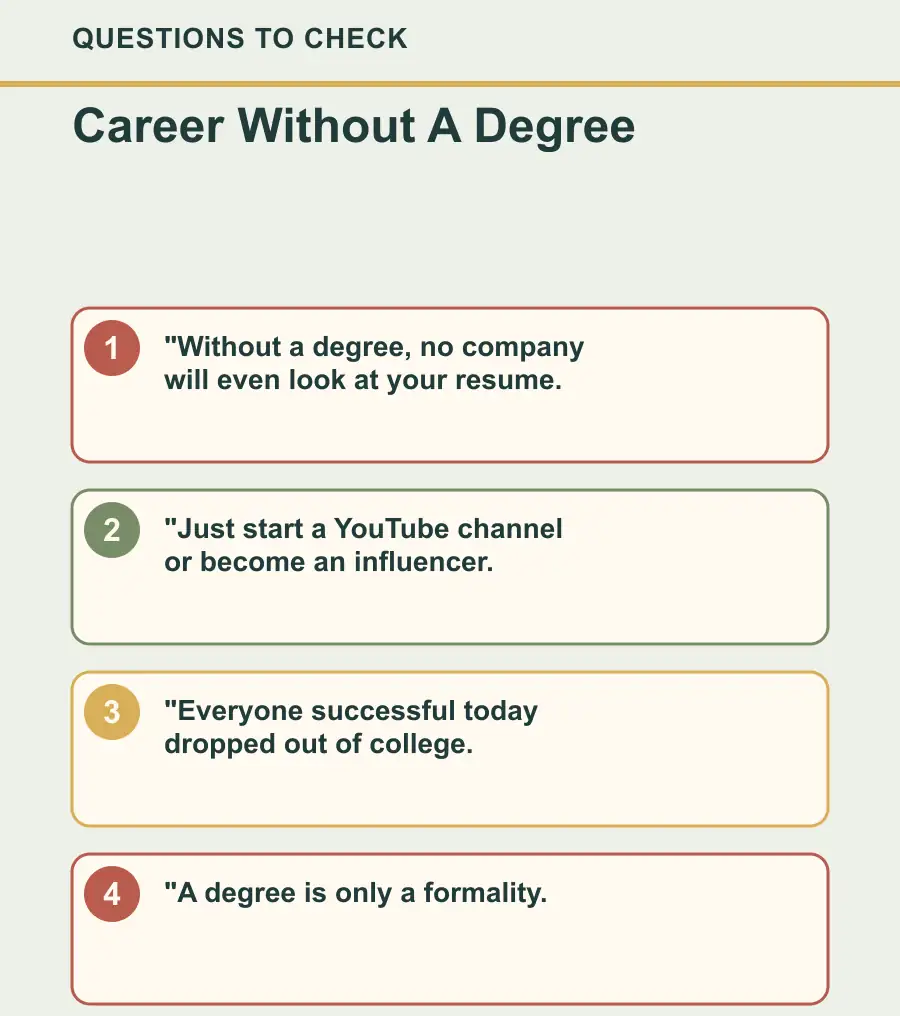 QUESTIONS TO CHECK
Career Without A Degree
1
"Without a degree, no company
will even look at your resume.
2
"Just start a YouTube channel
or become an influencer.
3
"Everyone successful today
dropped out of college.
4
"A degree is only a formality.